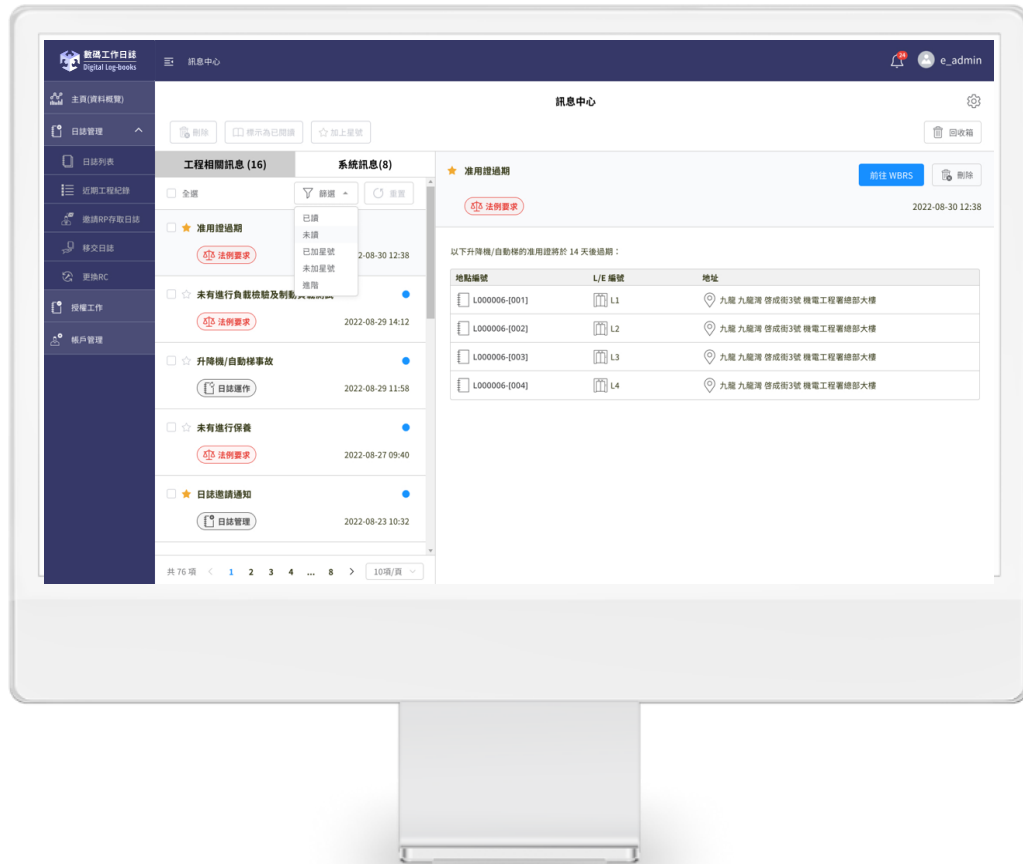 數碼工作日誌
Digital Log-books
訊息中心
24
e_admin
主頁(資料概覽)
日誌管理
日誌列表
近期工程紀錄
邀請RP存取日誌
移交日誌
更換RC
授權工作
帳戶管理
訊息中心
刪除
標示為已閱讀
加上星號
回收箱
工程相關訊息 (16)
系統訊息(8)
全選
篩選
重置
已讀
未讀
已加星號
未加星號
進階
准用證過期
法例要求
2-08-30 12:38
未有進行負載檢驗及制動負載測試
法例要求
2022-08-29 14:12
升降機/自動梯事故
日誌運作
2022-08-29 11:58
未有進行保養
法例要求
2022-08-27 09:40
日誌邀請通知
日誌管理
2022-08-23 10:32
共 76 項
1 2 3 4 ... 8
10項/頁
准用證過期
前往 WBRS
刪除
法例要求
2022-08-30 12:38
以下升降機/自動梯的准用證將於 14 天後過期：
地點編號 L/E 編號 地址
L000006-[001] L1 九龍 九龍灣 啓成街3號 機電工程署總部大樓
L000006-[002] L2 九龍 九龍灣 啓成街3號 機電工程署總部大樓
L000006-[003] L3 九龍 九龍灣 啓成街3號 機電工程署總部大樓
L000006-[004] L4 九龍 九龍灣 啓成街3號 機電工程署總部大樓